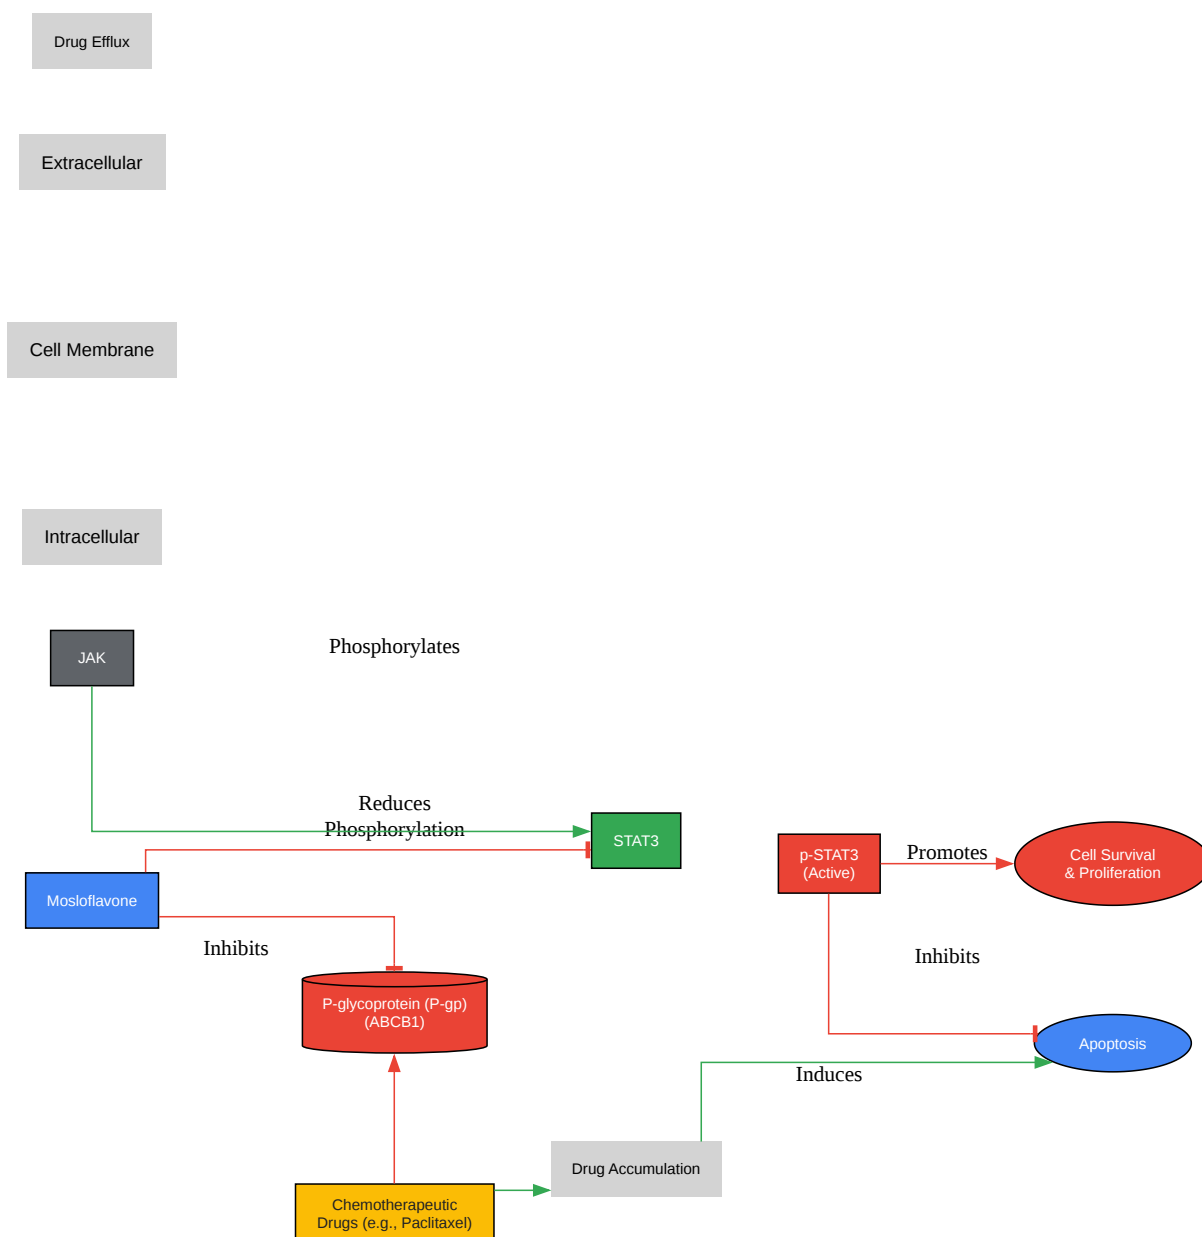 Drug Efflux
Extracellular
Cell Membrane
Intracellular
JAK
Phosphorylates
Reduces
Phosphorylation
STAT3
p-STAT3
(Active)
Promotes
Cell Survival
& Proliferation
Mosloflavone
Inhibits
Inhibits
P-glycoprotein (P-gp)
(ABCB1)
Apoptosis
Induces
Drug Accumulation
Chemotherapeutic
Drugs (e.g., Paclitaxel)